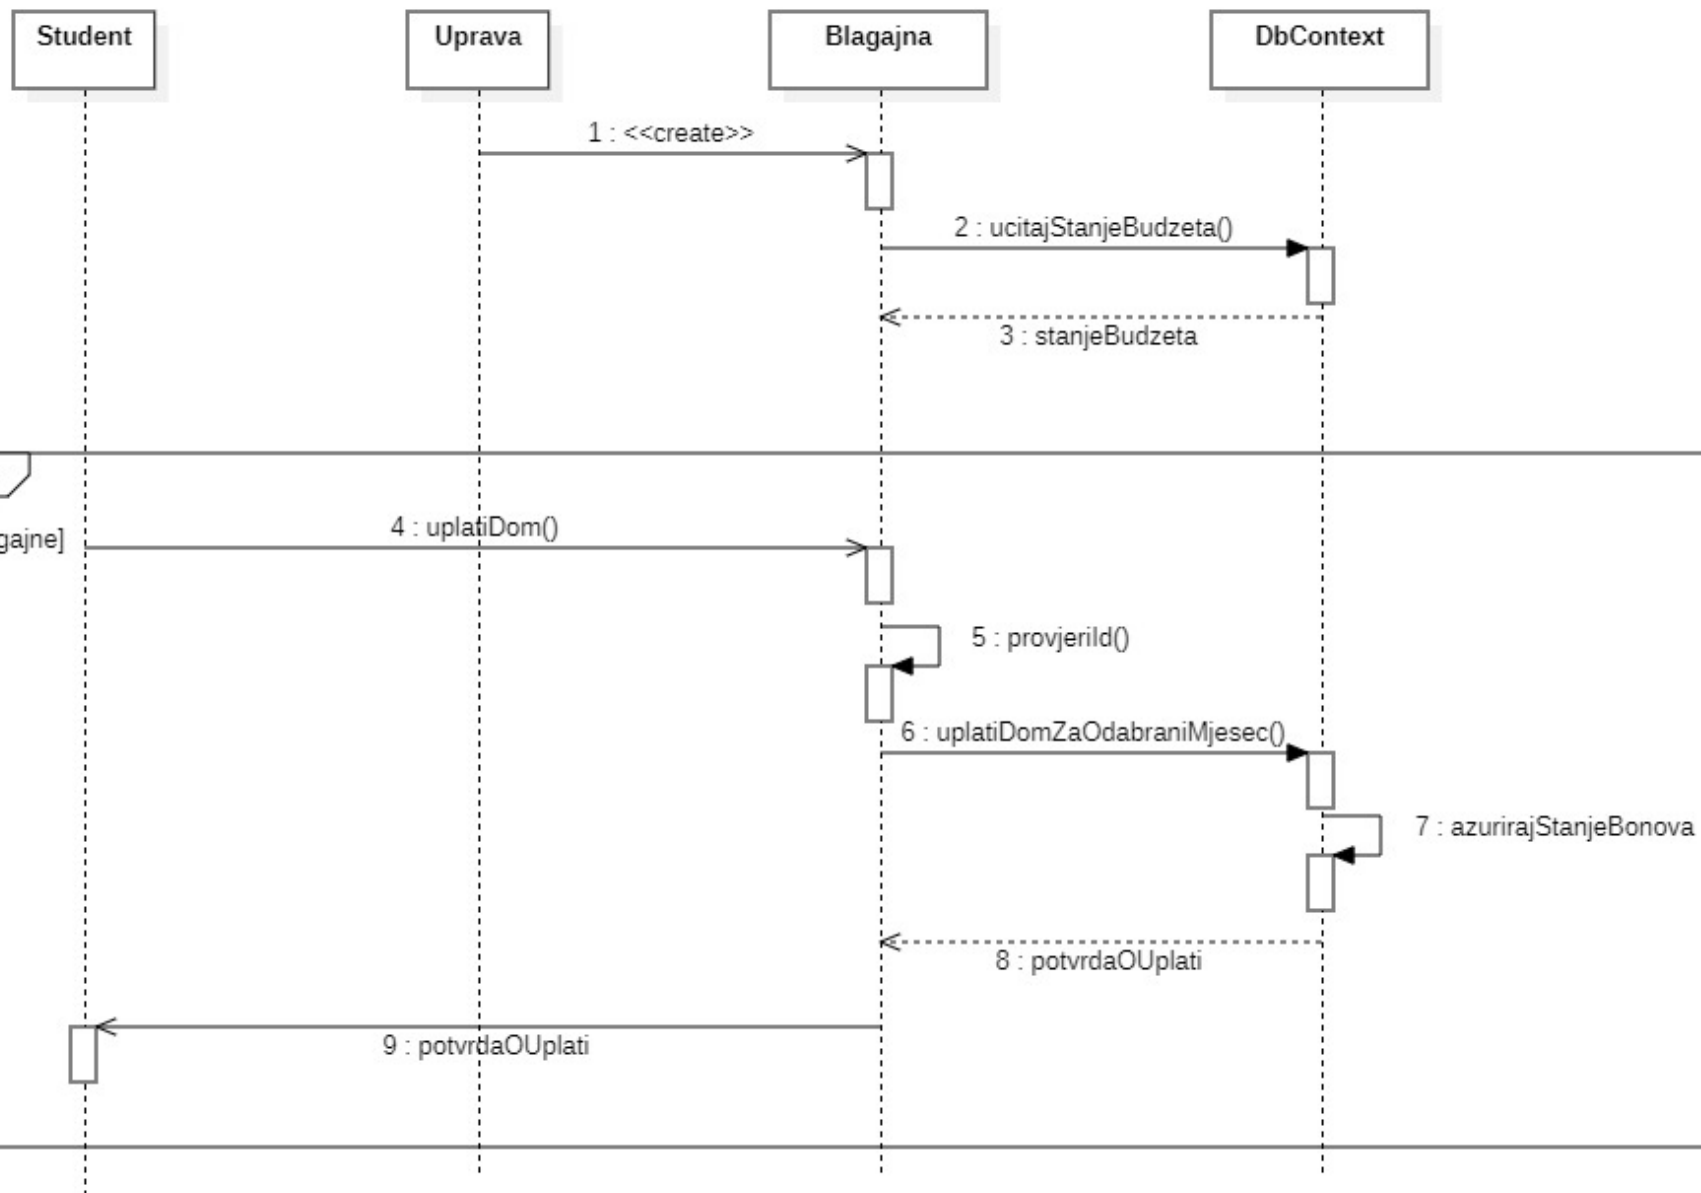 Student
Uprava
Blagajna
DbContext
1 : <<create>>
2 : ucitajStanjeBudzeta()
3 : stanjeBudzeta
4 : uplatiDom()
gajne]
5 : provjeriId()
6 : uplatiDomZaOdabraniMjesec()
7 : azurirajStanjeBonova
8 : potvrdaOUplati
9 : potvrdaOUplati